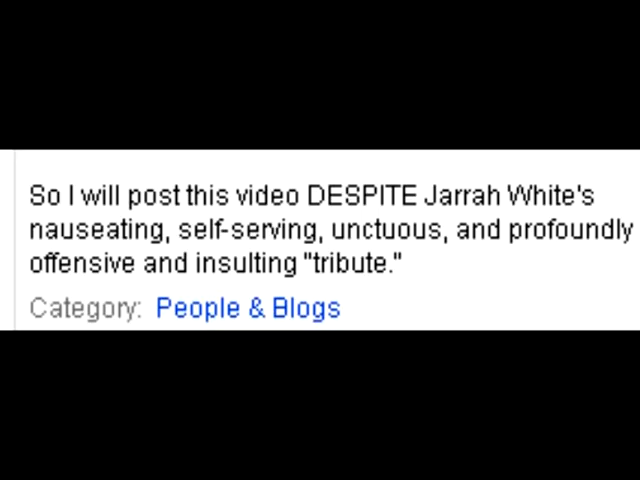 So I will post this video DESPITE Jarrah White's
nauseating, self-serving, unctuous, and profoundly
offensive and insulting "tribute."
Category: People & Blogs